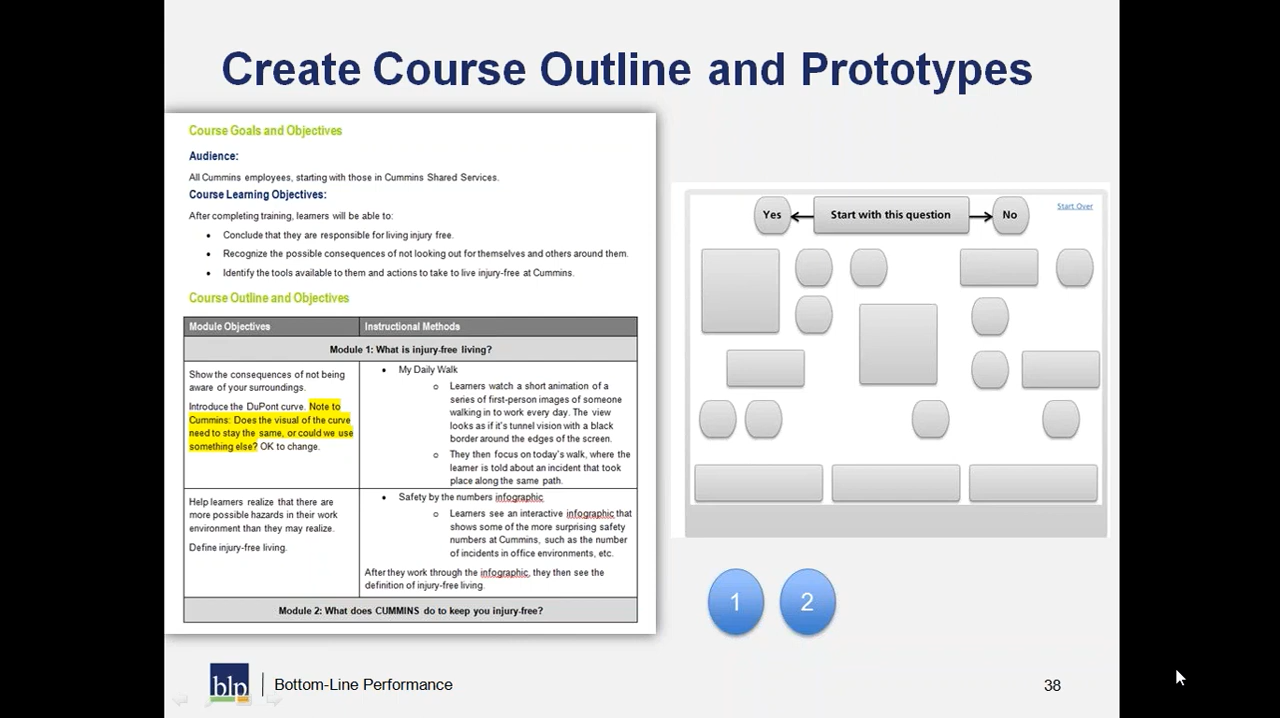 Create Course Outline and Prototypes
Course Goals and Objectives
Audience:
All Cummins employees, starting with those in Cummins Shared Services.
Course Learning Objectives:
After completing training, learners will be able to:
• Conclude that they are responsible for living injury free.
• Recognize the possible consequences of not looking out for themselves and others around them.
• Identify the tools available to them and actions to take to live injury-free at Cummins.
Course Outline and Objectives
Module Objectives
Instructional Methods
Module 1: What is injury-free living?
Show the consequences of not being
aware of your surroundings.
Introduce the DuPont curve. Note to
Cummins: Does the visual of the curve
need to stay the same, or could we use
something else? OK to change.
• My Daily Walk
o Learners watch a short animation of a
series of first-person images of someone
walking in to work every day. The view
looks as if it's tunnel vision with a black
border around the edges of the screen.
o They then focus on today's walk, where the
learner is told about an incident that took
place along the same path.
Help learners realize that there are
more possible hazards in their work
environment than they may realize.
Define injury-free living.
• Safety by the numbers infographic
o Learners see an interactive infographic that
shows some of the more surprising safety
numbers at Cummins, such as the number
of incidents in office environments, etc.
After they work through the infographic, they then see the
definition of injury-free living.
Module 2: What does CUMMINS do to keep you injury-free?
Yes
Start with this question
No
Start Over
1
2
blp
Bottom-Line Performance
38